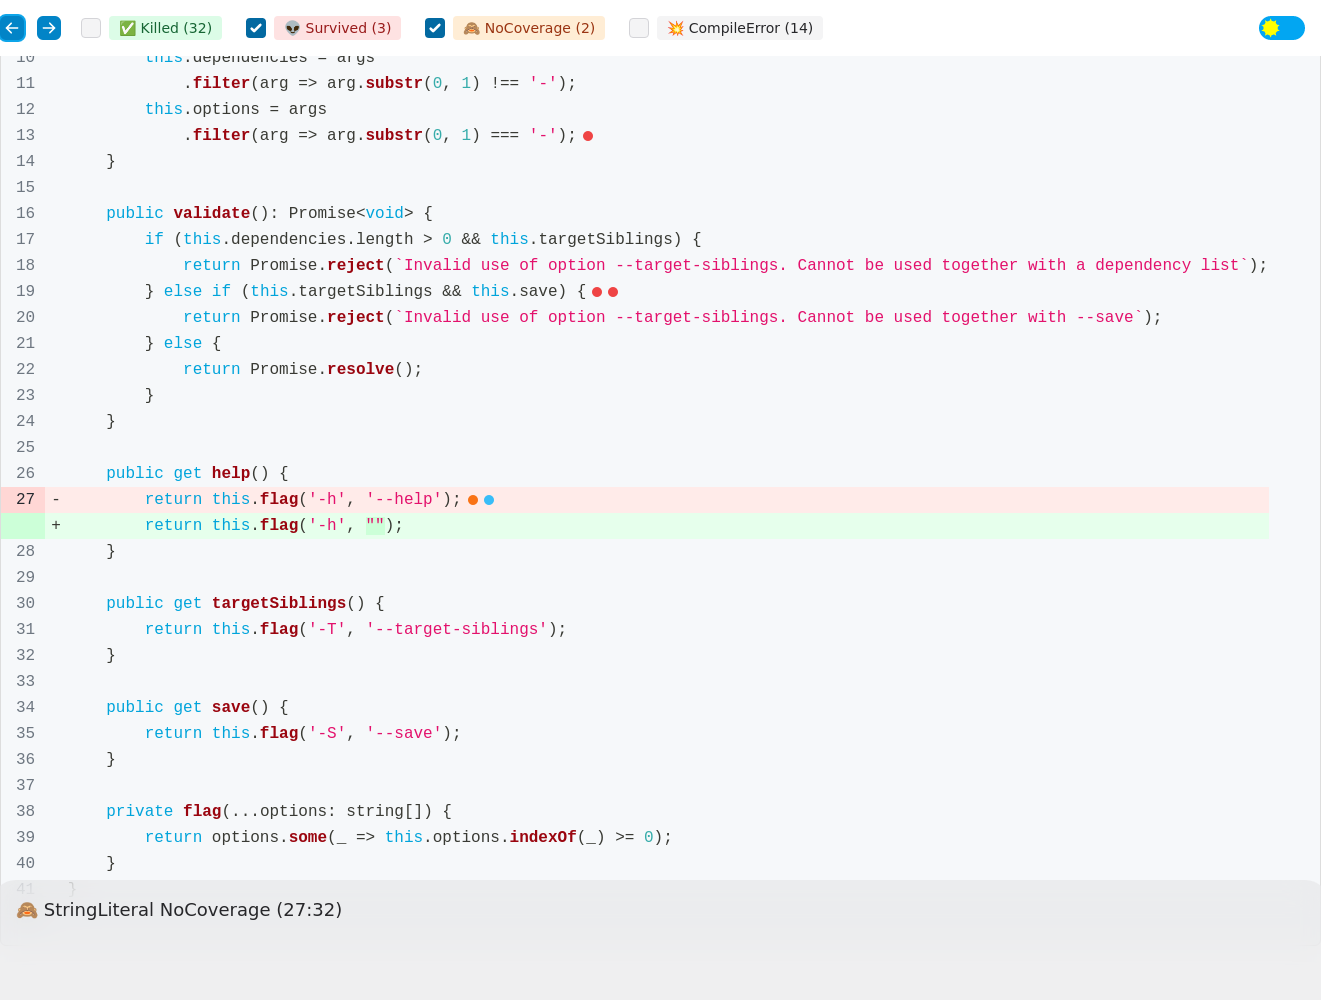 ✅ Killed (32) 👽 Survived (3) 🙈 NoCoverage (2) 💥 CompileError (14)
10 this.dependencies = args
11 .filter(arg => arg.substr(0, 1) !== '-');
12 this.options = args
13 .filter(arg => arg.substr(0, 1) === '-');
14 }
15
16 public validate(): Promise<void> {
17 if (this.dependencies.length > 0 && this.targetSiblings) {
18 return Promise.reject(`Invalid use of option --target-siblings. Cannot be used together with a dependency list`);
19 } else if (this.targetSiblings && this.save) {
20 return Promise.reject(`Invalid use of option --target-siblings. Cannot be used together with --save`);
21 } else {
22 return Promise.resolve();
23 }
24 }
25
26 public get help() {
27 - return this.flag('-h', '--help');
+ return this.flag('-h', "");
28 }
29
30 public get targetSiblings() {
31 return this.flag('-T', '--target-siblings');
32 }
33
34 public get save() {
35 return this.flag('-S', '--save');
36 }
37
38 private flag(...options: string[]) {
39 return options.some(_ => this.options.indexOf(_) >= 0);
40 }
41 }
🙈 StringLiteral NoCoverage (27:32)